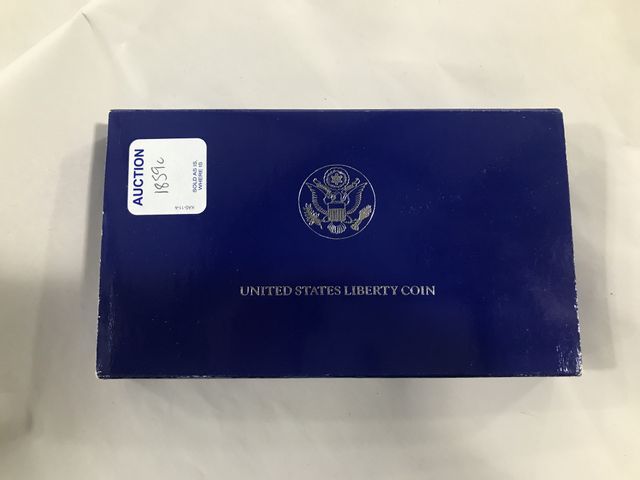 AUCTION
1859c
SOLD AS IS
WHERE IS
UNITED STATES LIBERTY COIN